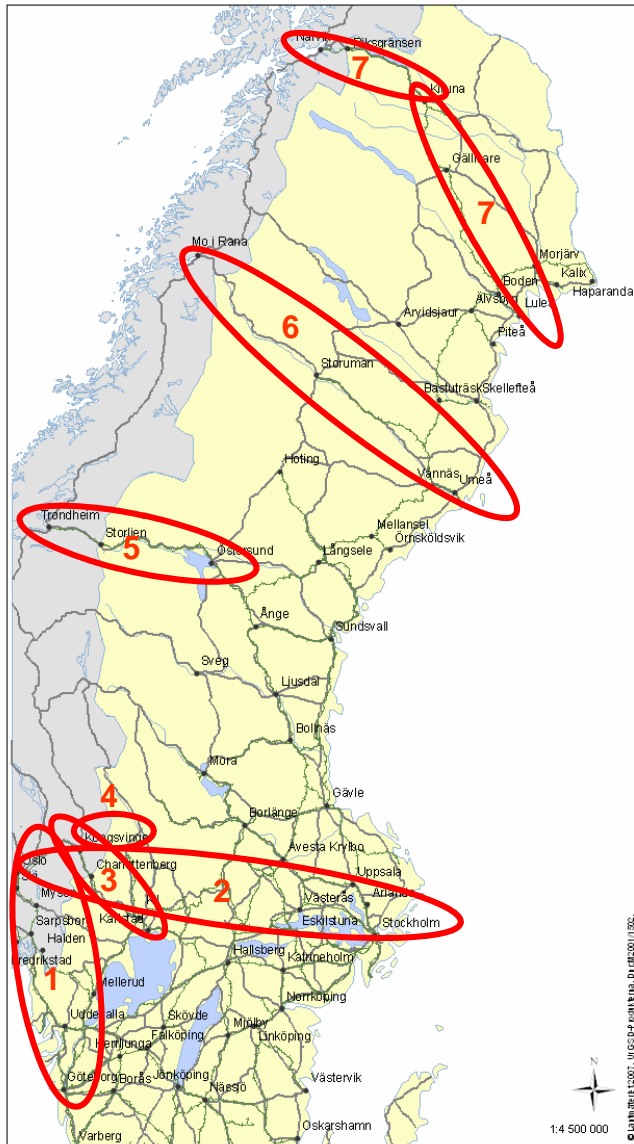 Narvik
Riksgränsen
7
Kiruna
Gällivare
7
Mo i Rana
Morjärv
Boden
Kalix
Haparanda
Älvsbyn
Luleå
Arvidsjaur
Piteå
6
Storuman
Bastuträsk
Skellefteå
Hoting
Vännäs
Umeå
Trondheim
Storlien
5
Östersund
Mellansel
Örnsköldsvik
Långsele
Ånge
Sundsvall
Sveg
Ljusdal
Bollnäs
Mora
Gävle
4
Borlänge
Kongsvinger
Avesta Krylbo
Oslo
Charlottenberg
3
2
Uppsala
Västerås
Arlanda
Kil
Karlstad
Eskilstuna
Stockholm
Sarpsborg
Halden
Fredrikstad
1
Hallsberg
Katrineholm
Mellerud
Norrköping
Uddevalla
Skövde
Mjölby
Linköping
Herrljunga
Falköping
Göteborg
Borås
Jönköping
Nässjö
Västervik
Varberg
Oskarshamn
N
1:4 500 000